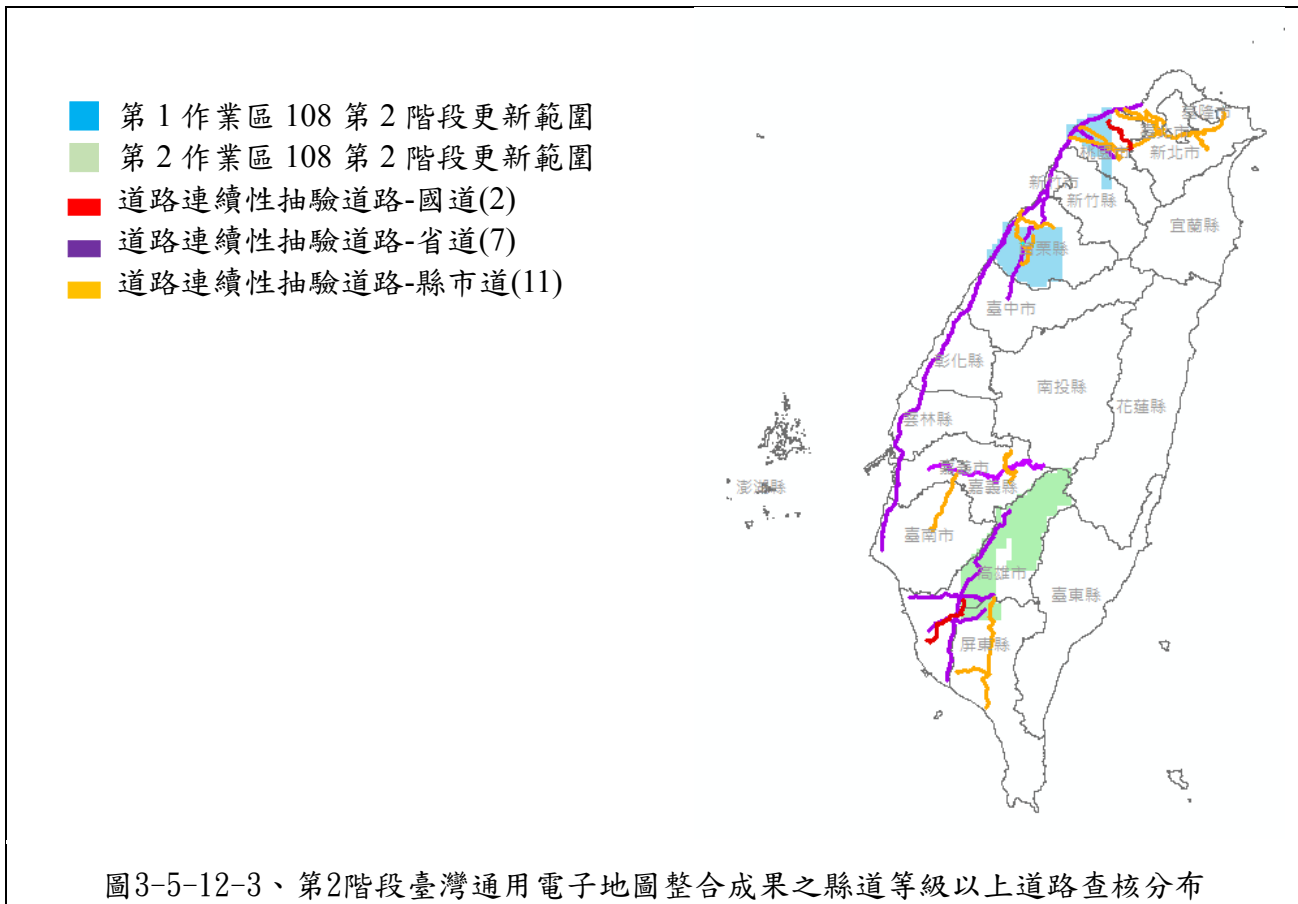 第 1 作業區 108 第 2 階段更新範圍
第 2 作業區 108 第 2 階段更新範圍
道路連續性抽驗道路-國道(2)
道路連續性抽驗道路-省道(7)
道路連續性抽驗道路-縣市道(11)
基隆市
臺北市
新北市
桃園市
新竹市
新竹縣
宜蘭縣
苗栗縣
臺中市
彰化縣
南投縣
花蓮縣
雲林縣
嘉義市
嘉義縣
澎湖縣
臺南市
高雄市
臺東縣
屏東縣
圖3-5-12-3、第2階段臺灣通用電子地圖整合成果之縣道等級以上道路查核分布